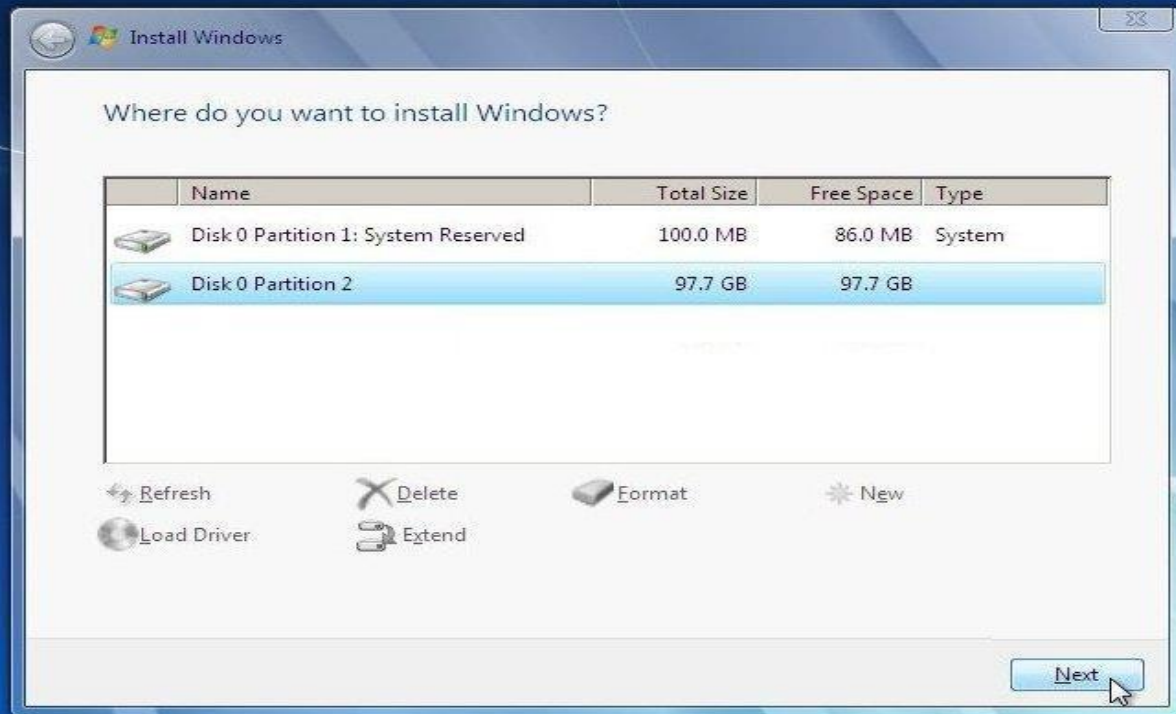 Install Windows
Where do you want to install Windows?
Name Total Size Free Space Type
Disk 0 Partition 1: System Reserved 100.0 MB 86.0 MB System
Disk 0 Partition 2 97.7 GB 97.7 GB
Refresh Delete Format New
Load Driver Extend
Next